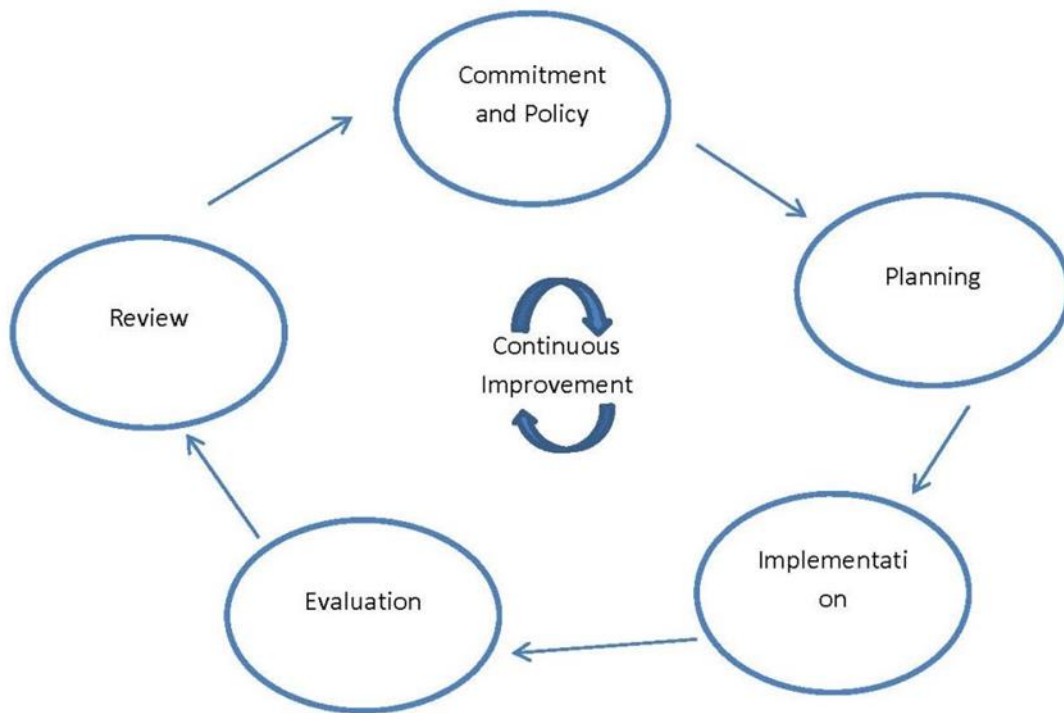 Commitment
and Policy
Planning
Implementati
on
Evaluation
Review
Continuous
Improvement